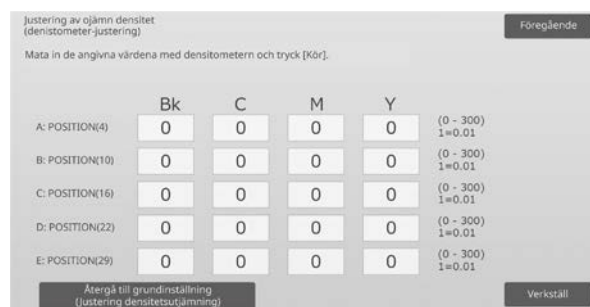 Justering av ojämn densitet
(denistometer-justering)
Föregående
Mata in de angivna värdena med densitometern och tryck [Kör].
Bk C M Y
A: POSITION(4) 0 0 0 0 (0 - 300)
1=0.01
B: POSITION(10) 0 0 0 0 (0 - 300)
1=0.01
C: POSITION(16) 0 0 0 0 (0 - 300)
1=0.01
D: POSITION(22) 0 0 0 0 (0 - 300)
1=0.01
E: POSITION(29) 0 0 0 0 (0 - 300)
1=0.01
Återgå till grundinställning
(Justering densitetsutjämning)
Verkställ